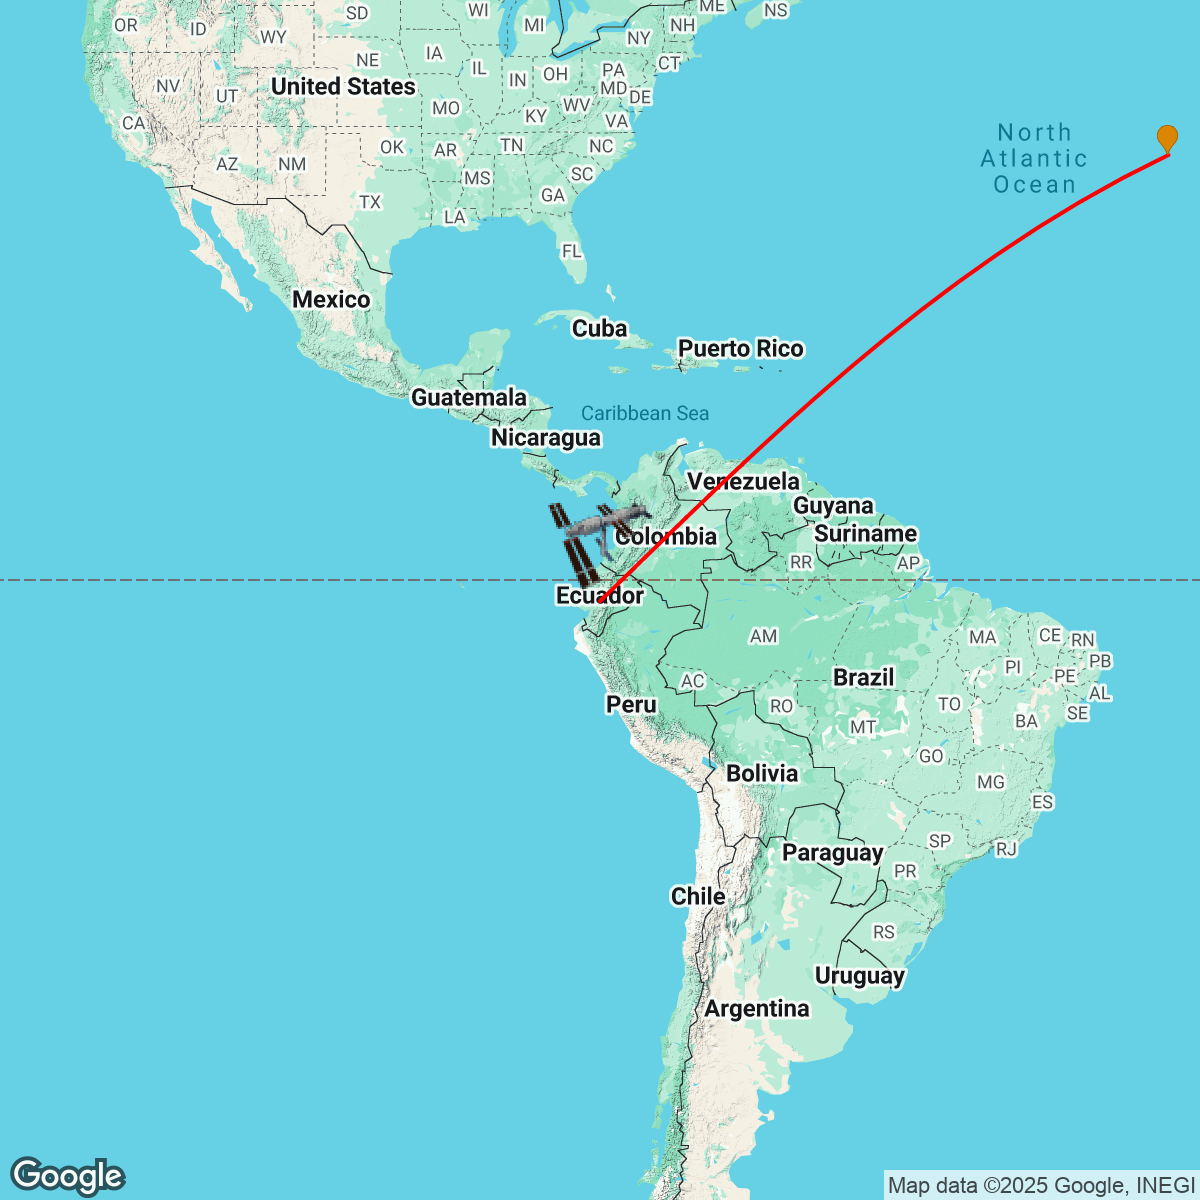 WI
ME
NS
SD
OR
ID
MI
NH
WY
NY
IA
NE
CT
IL
OH
PA
IN
NV
United States
MD
UT
DE
WV
MO
KY
CA
VA
North
Atlantic
Ocean
OK
TN
NC
AR
AZ
NM
SC
MS
GA
TX
LA
FL
Mexico
Cuba
Puerto Rico
Guatemala
Caribbean Sea
Nicaragua
Venezuela
Guyana
Colombia
Suriname
RR
AP
Ecuador
AM
MA
CE
RN
PB
PI
AC
Brazil
PE
AL
Peru
RO
TO
SE
MT
BA
GO
Bolivia
MG
ES
SP
RJ
Paraguay
PR
Chile
RS
Uruguay
Argentina
Google
Map data ©2025 Google, INEGI